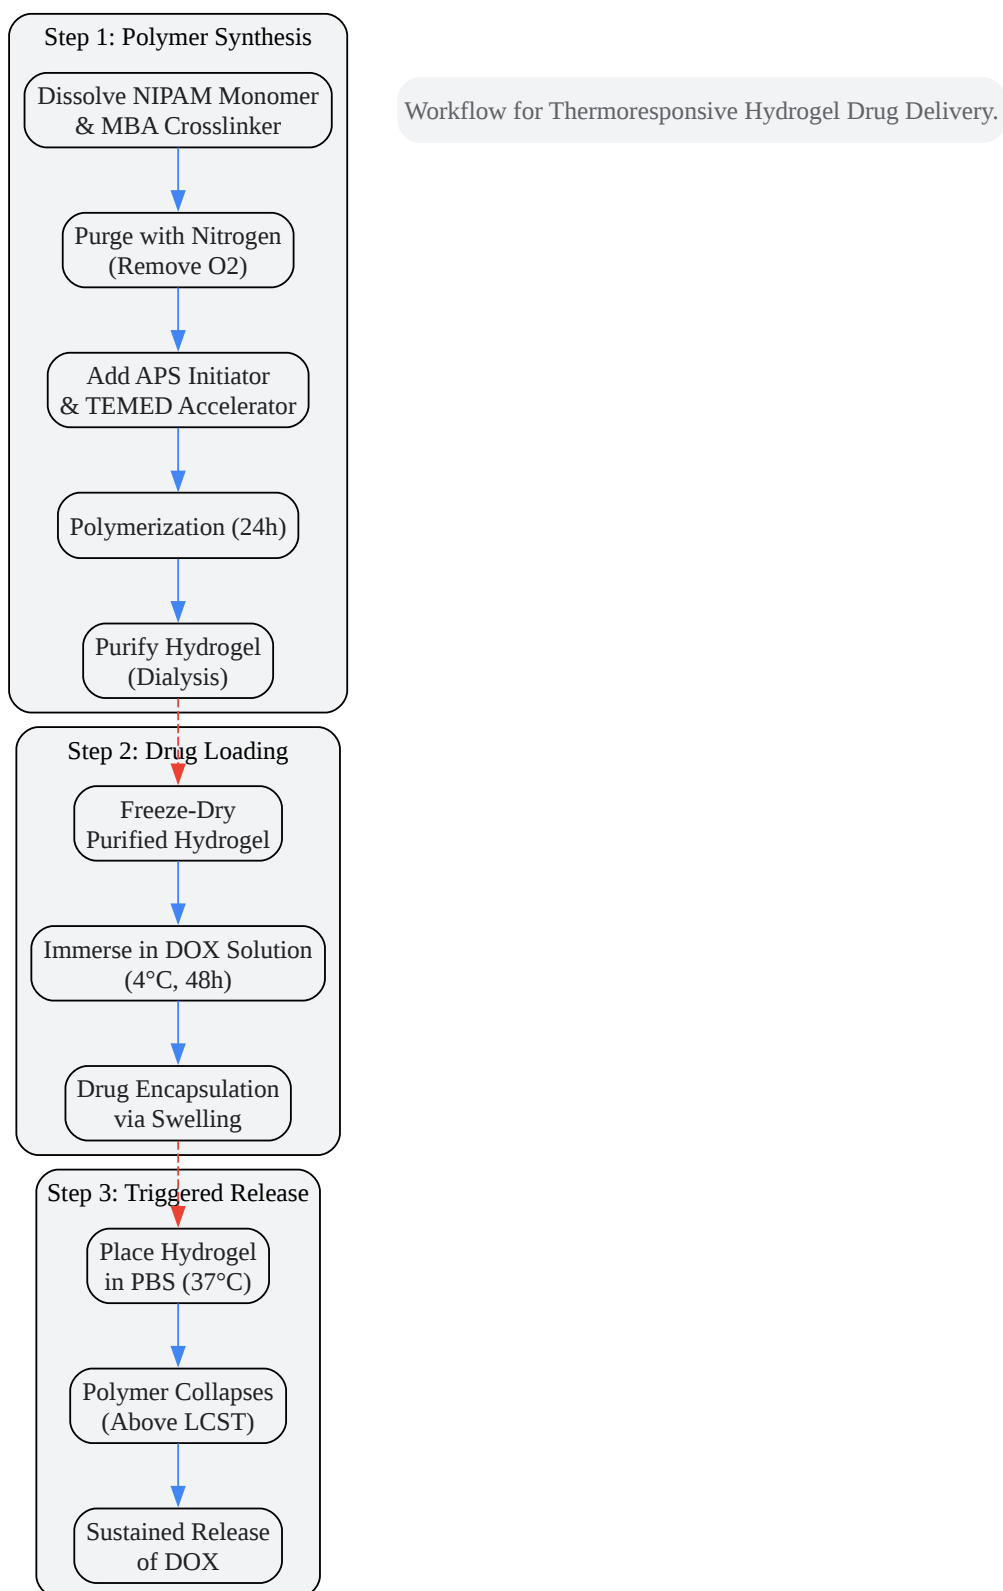 Step 1: Polymer Synthesis
Dissolve NIPAM Monomer
& MBA Crosslinker
Workflow for Thermoresponsive Hydrogel Drug Delivery.
Purge with Nitrogen
(Remove O2)
Add APS Initiator
& TEMED Accelerator
Polymerization (24h)
Purify Hydrogel
(Dialysis)
Step 2: Drug Loading
Freeze-Dry
Purified Hydrogel
Immerse in DOX Solution
(4°C, 48h)
Drug Encapsulation
via Swelling
Step 3: Triggered Release
Place Hydrogel
in PBS (37°C)
Polymer Collapses
(Above LCST)
Sustained Release
of DOX